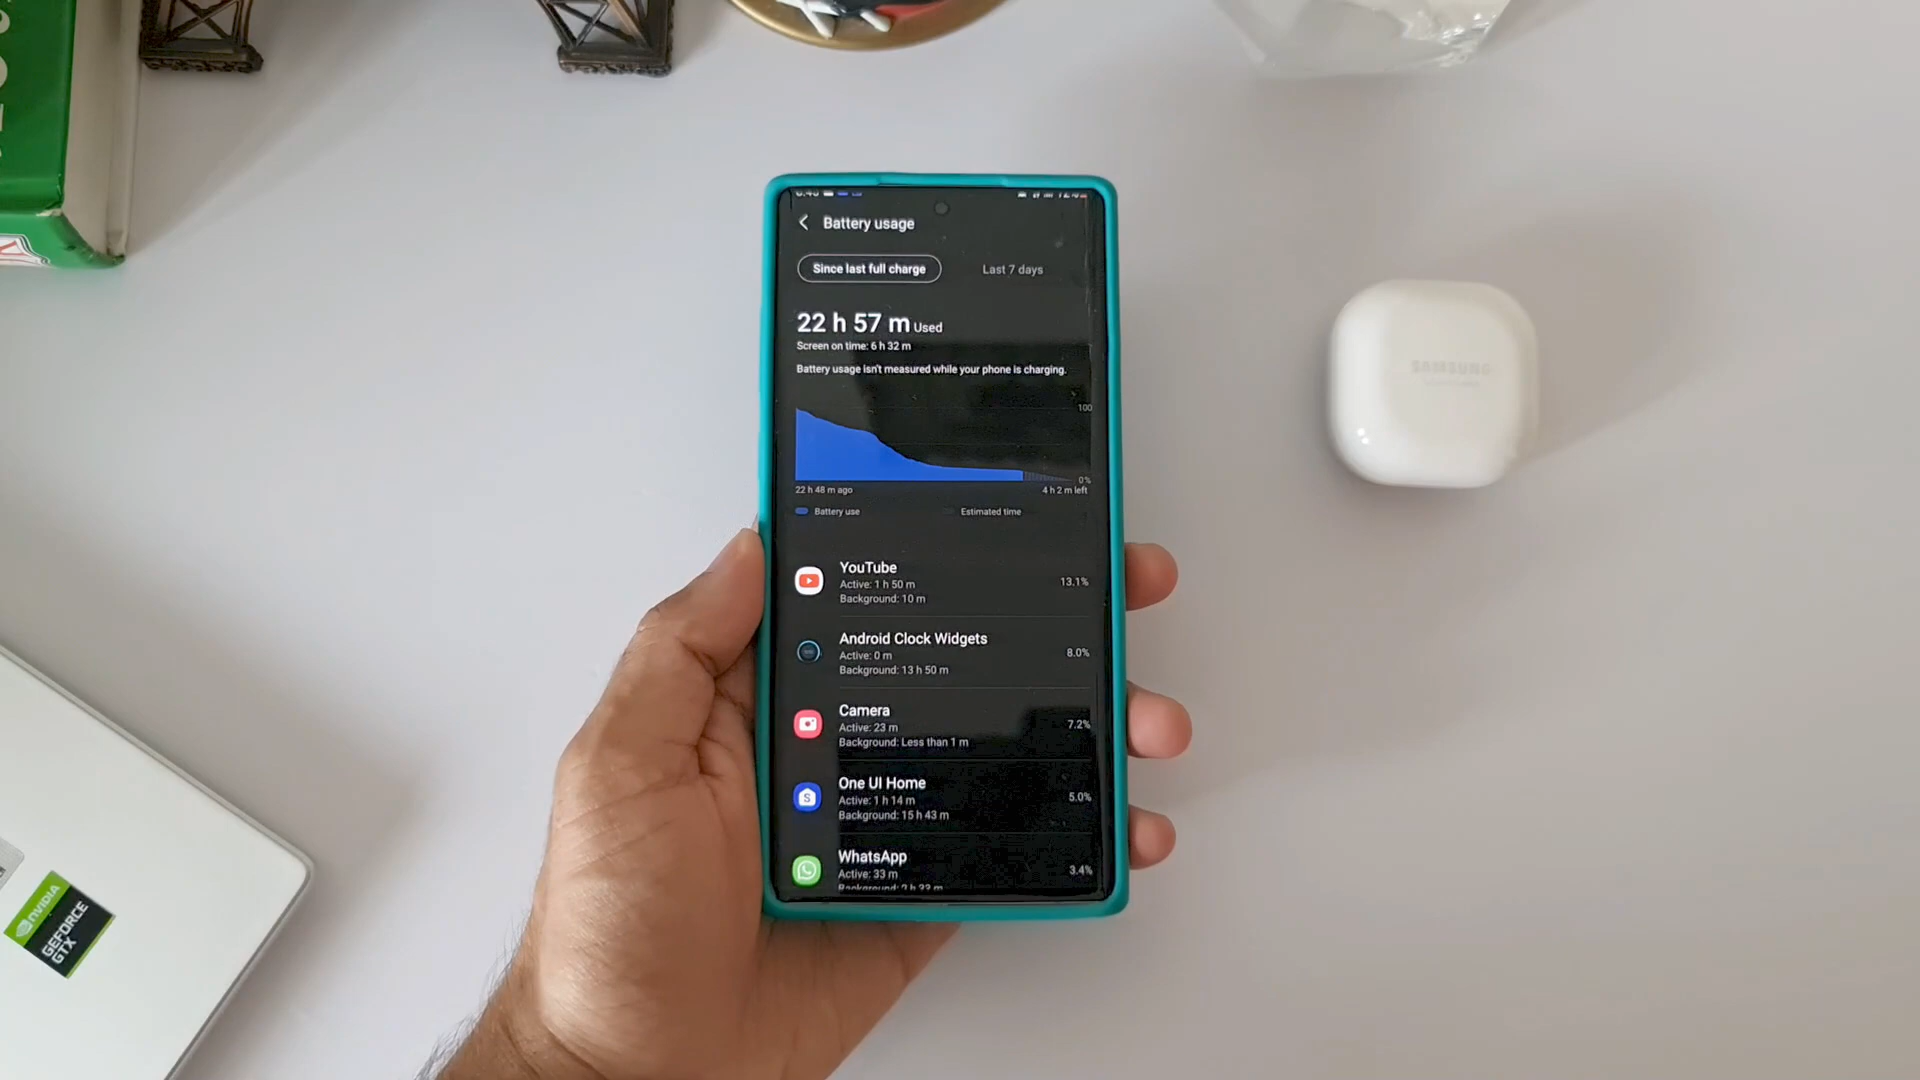 Battery usage
Since last full charge
Last 7 days
22 h 57 m Used
Screen on time: 6 h 32 m
Battery usage isn't measured while your phone is charging.
100
0%
22 h 48 m ago
4 h 2 m left
Battery use
Estimated time
YouTube
Active: 1 h 50 m
Background: 10 m
13.1%
Android Clock Widgets
Active: 0 m
Background: 13 h 50 m
8.0%
Camera
Active: 23 m
Background: Less than 1 m
7.2%
One UI Home
Active: 1 h 14 m
Background: 15 h 43 m
5.0%
WhatsApp
Active: 33 m
3.4%
SAMSUNG
NVIDIA
GEFORCE
GTX